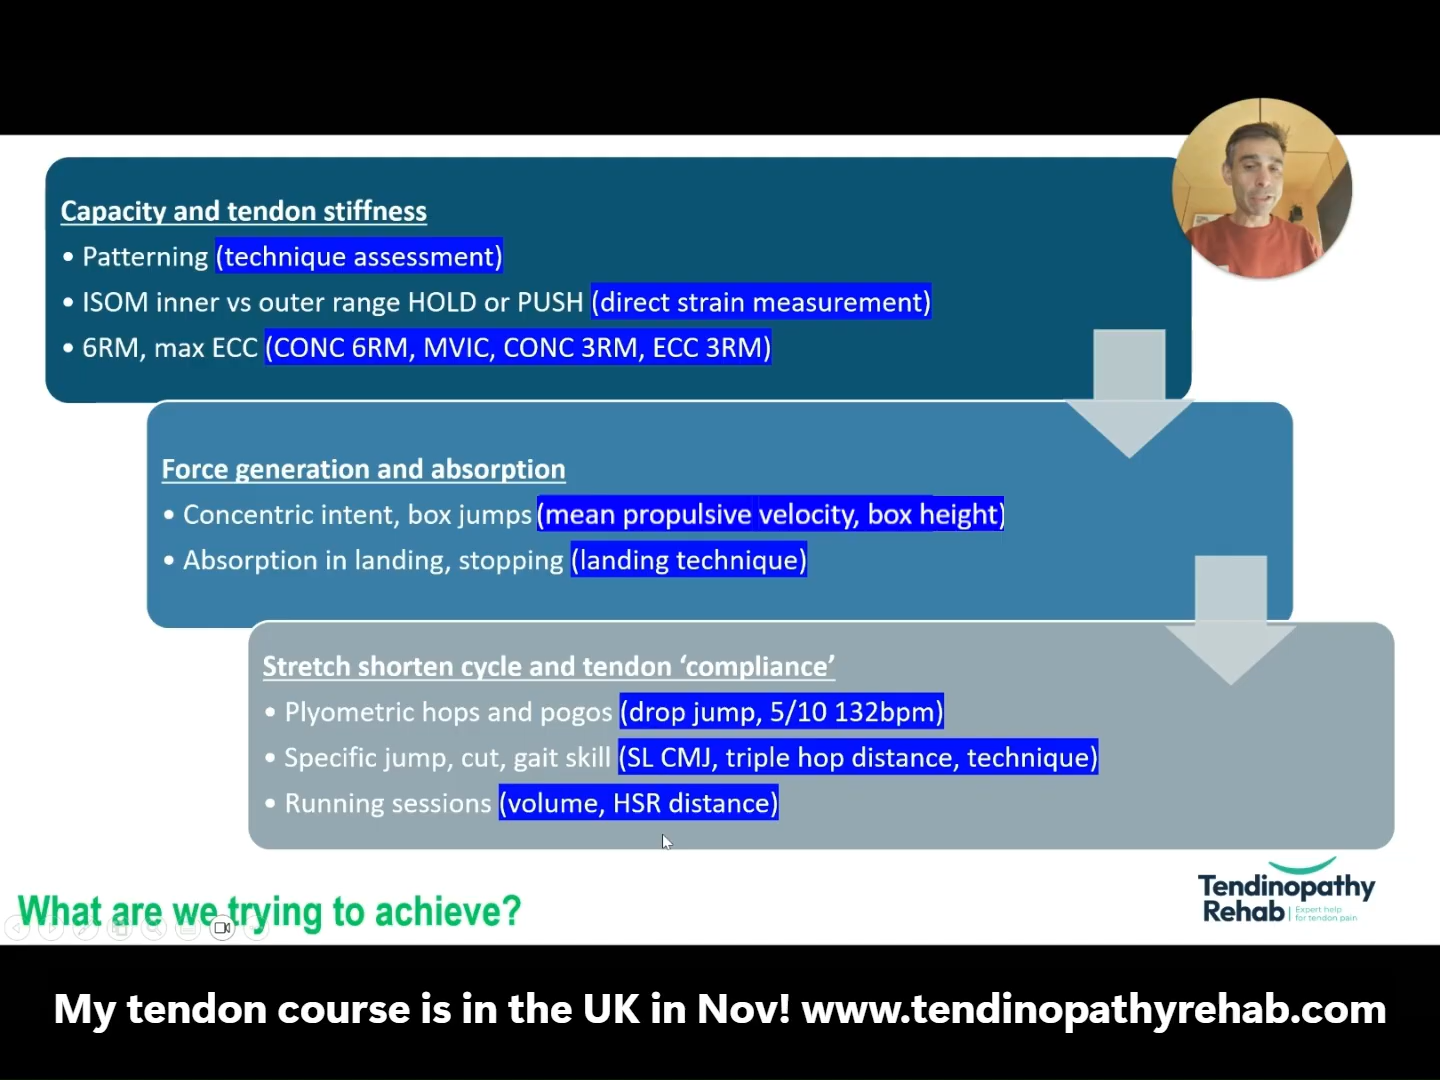 Capacity and tendon stiffness
• Patterning (technique assessment)
• ISOM inner vs outer range HOLD or PUSH (direct strain measurement)
• 6RM, max ECC (CONC 6RM, MVIC, CONC 3RM, ECC 3RM)
Force generation and absorption
• Concentric intent, box jumps (mean propulsive velocity, box height)
• Absorption in landing, stopping (landing technique)
Stretch shorten cycle and tendon ‘compliance’
• Plyometric hops and pogos (drop jump, 5/10 132bpm)
• Specific jump, cut, gait skill (SL CMJ, triple hop distance, technique)
• Running sessions (volume, HSR distance)
What are we trying to achieve?
Tendinopathy
Rehab
Expert help
for tendon pain
My tendon course is in the UK in Nov! www.tendinopathyrehab.com